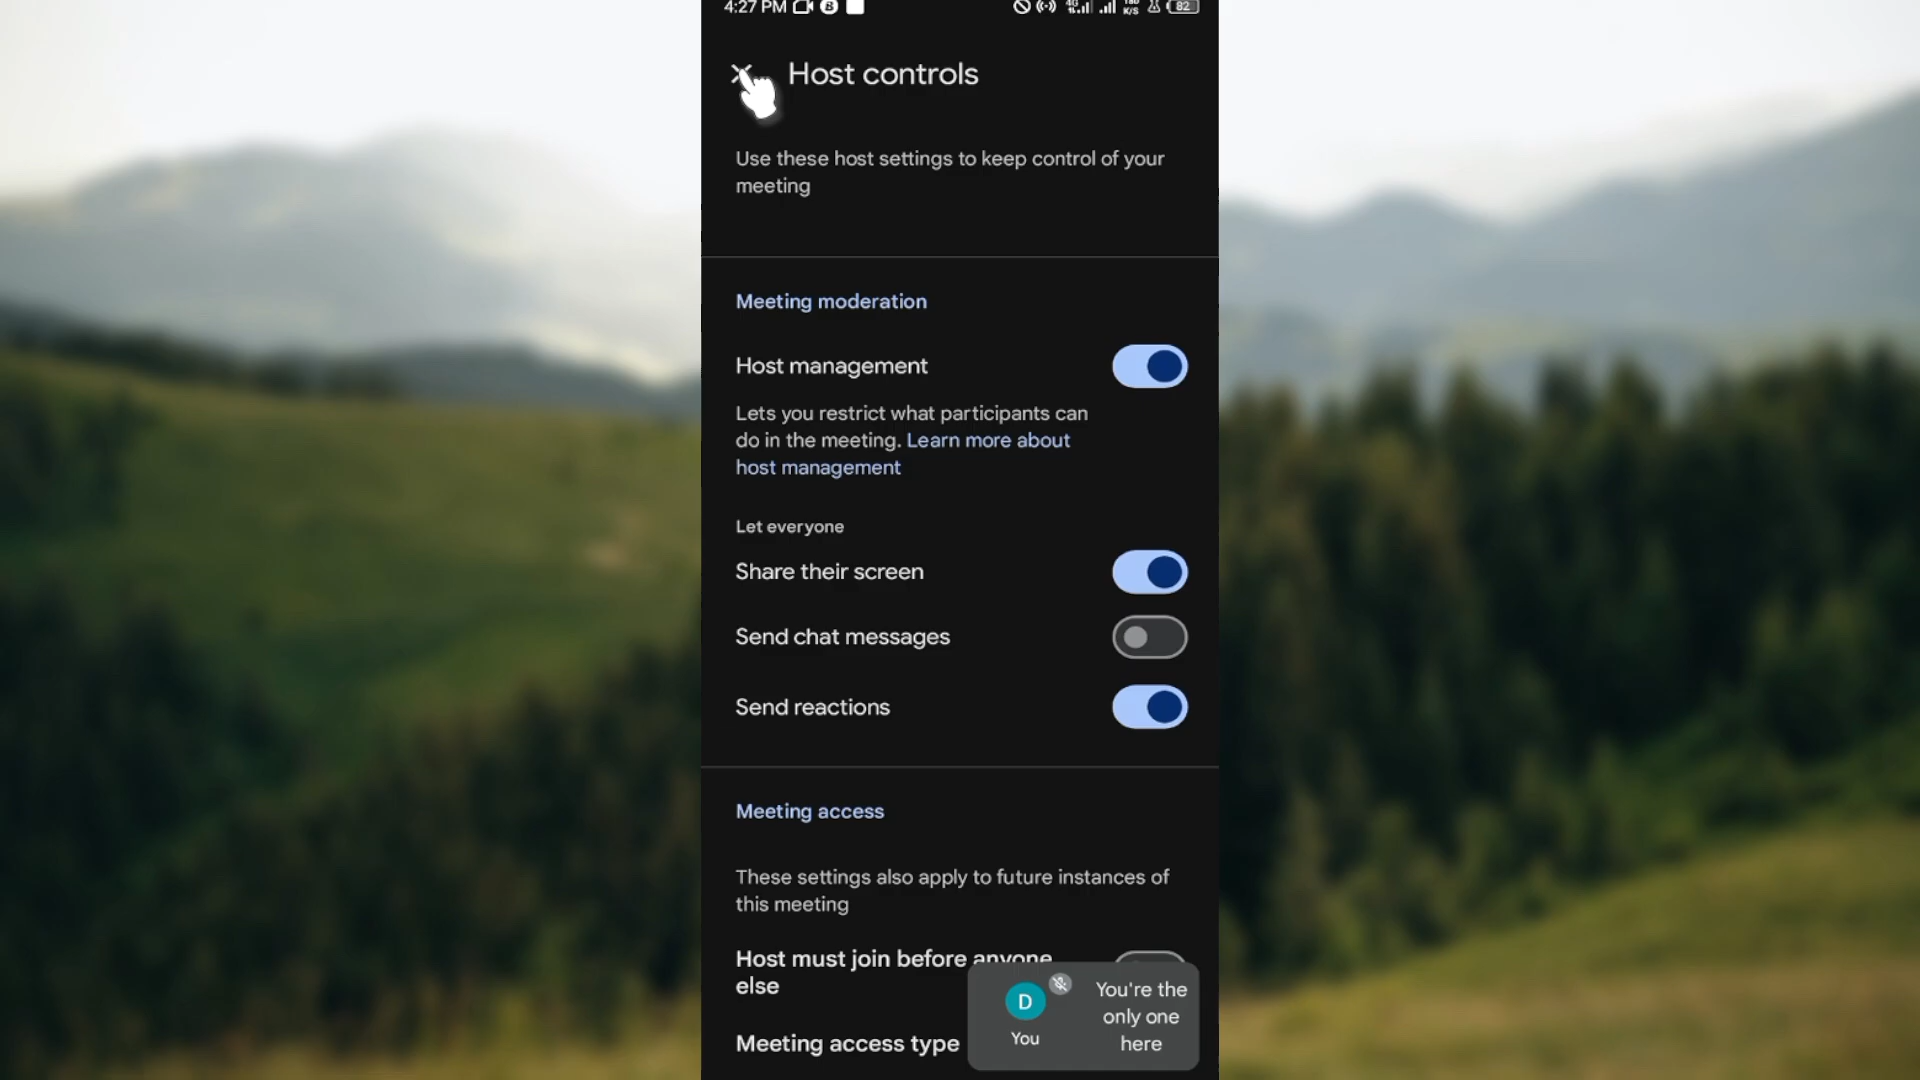 4:27 PM 82
Host controls
Use these host settings to keep control of your
meeting
Meeting moderation
Host management
Lets you restrict what participants can
do in the meeting. Learn more about
host management
Let everyone
Share their screen
Send chat messages
Send reactions
Meeting access
These settings also apply to future instances of
this meeting
Host must join before anyone
else
Meeting access type
D
You
You're the
only one
here